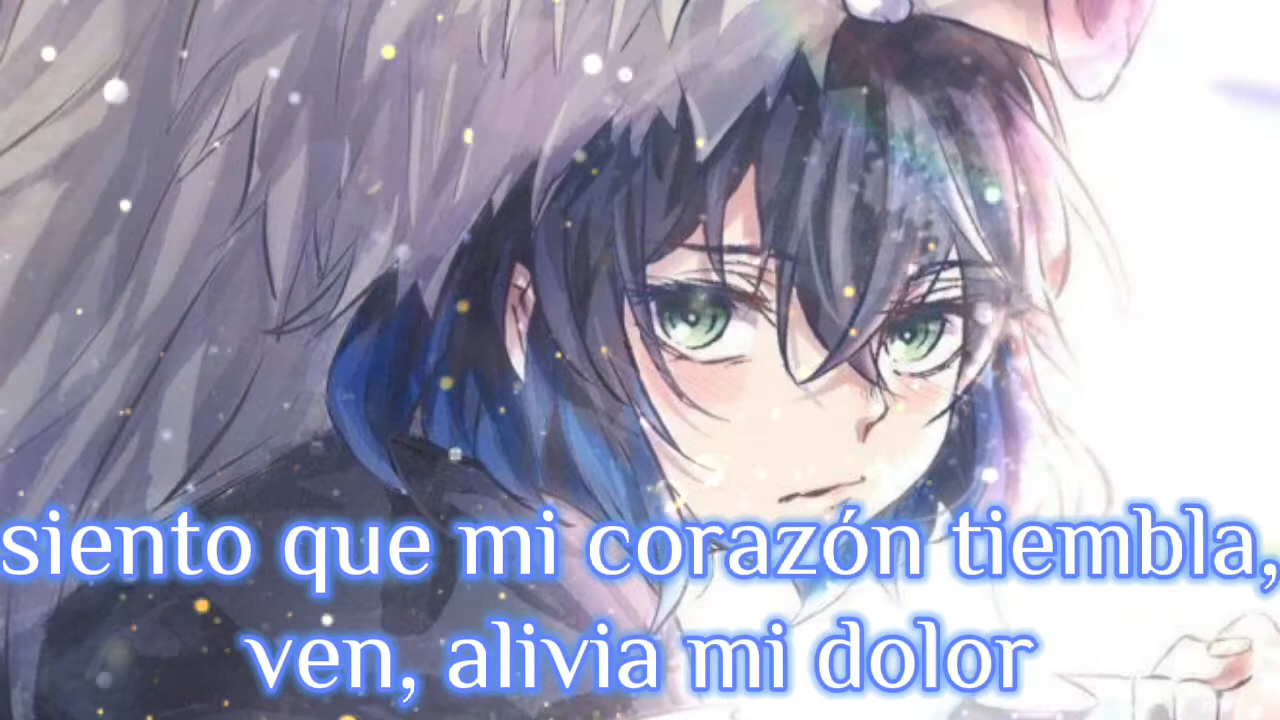 siento que mi corazón tiembla,
ven, alivia mi dolor